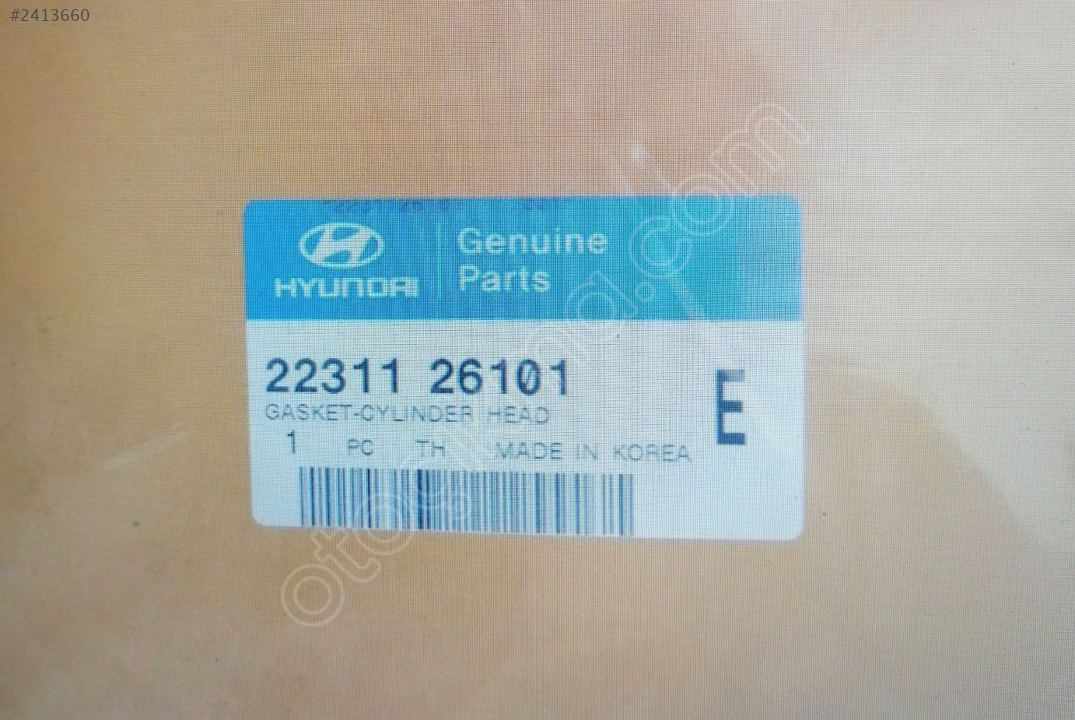 #2413660
HYUNDAI
Genuine
Parts
22311 26101
GASKET-CYLINDER HEAD
E
1 PC TH MADE IN KOREA